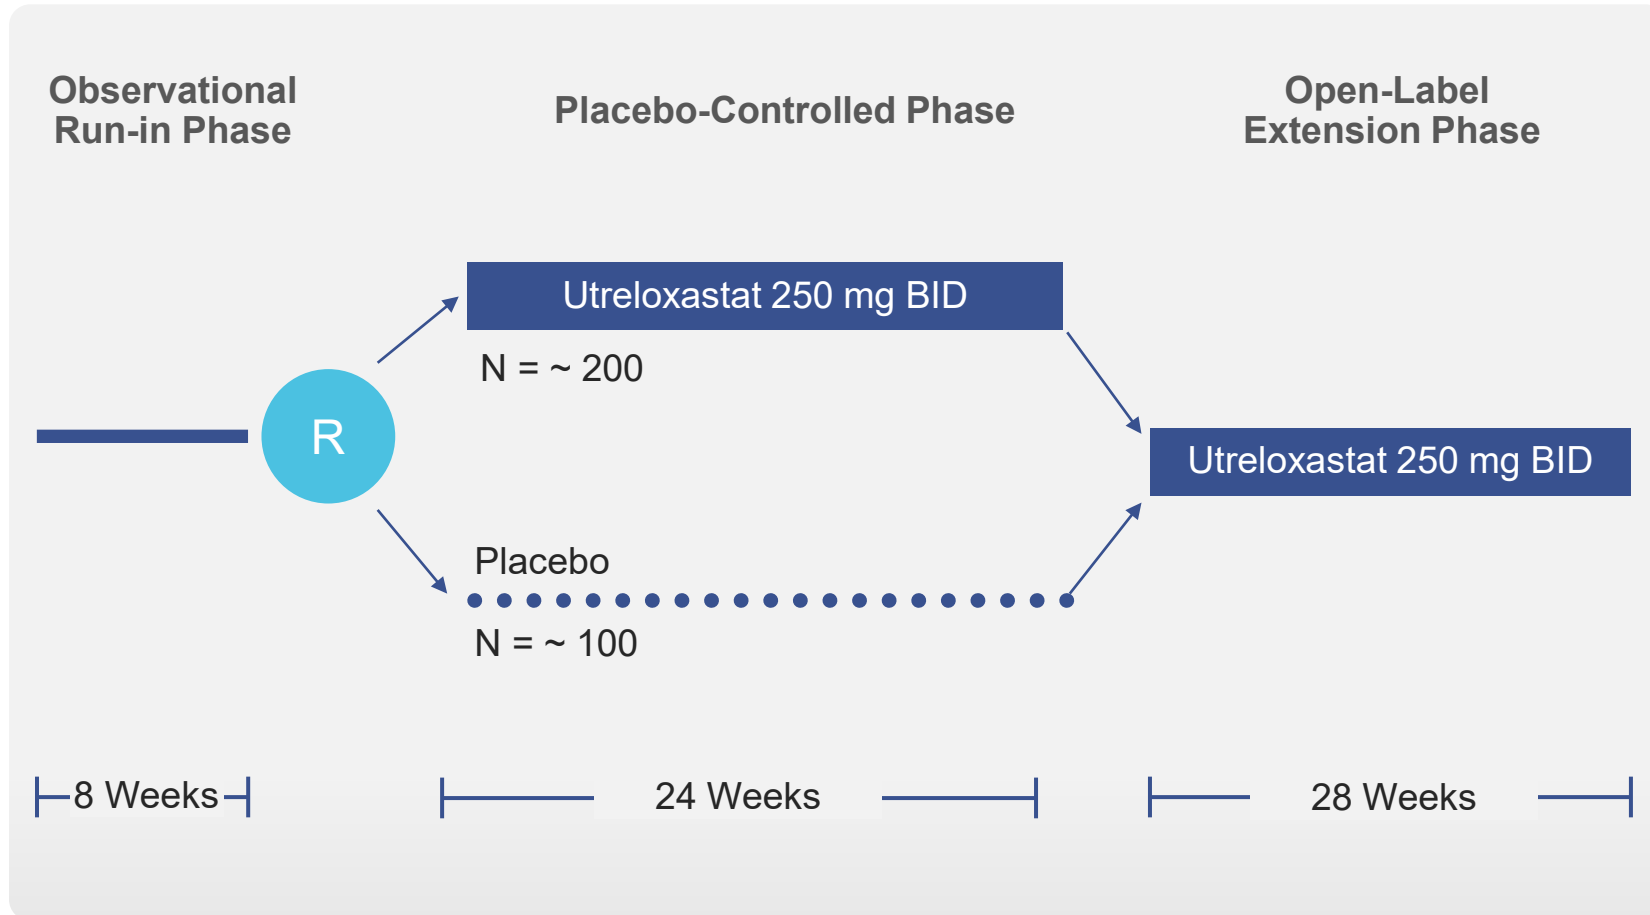 Observational
Run-in Phase
Placebo-Controlled Phase
Open-Label
Extension Phase
Utreloxastat 250 mg BID
N = ~ 200
R
Utreloxastat 250 mg BID
Placebo
N = ~ 100
8 Weeks
24 Weeks
28 Weeks